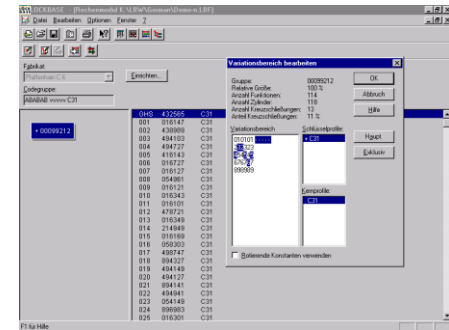 LOCKBASE - [Rechenmodul K:\LBW\German\Demo-n.LBF]
Datei Bearbeiten Optionen Fenster ?
Fabrikat:
Pfaffenhain C 6
Einrichten...
Codegruppe:
ABABAB vvvvv C31
+ 00099212
GHS 432565 C31
001 016147 C31
002 438989 C31
003 494103 C31
004 494727 C31
005 416143 C31
006 016727 C31
007 016127 C31
008 054961 C31
009 016121 C31
010 016343 C31
011 016101 C31
012 478721 C31
013 016349 C31
014 214949 C31
015 016169 C31
016 058303 C31
017 498747 C31
018 894327 C31
019 494149 C31
020 494127 C31
021 894141 C31
022 494941 C31
023 054149 C31
024 898983 C31
025 016301 C31
Variationsbereich bearbeiten
Gruppe: 00099212
Relative Größe: 100 %
Anzahl Funktionen: 114
Anzahl Zylinder: 118
Anzahl Kreuzschließungen: 13
Anteil Kreuzschließungen: 11 %
OK
Abbruch
Hilfe
Haupt
Exklusiv
Variationsbereich:
Schlüsselprofile:
+ C31
898989
Kernprofile:
C31
Rotierende Konstanten verwenden
F1 für Hilfe